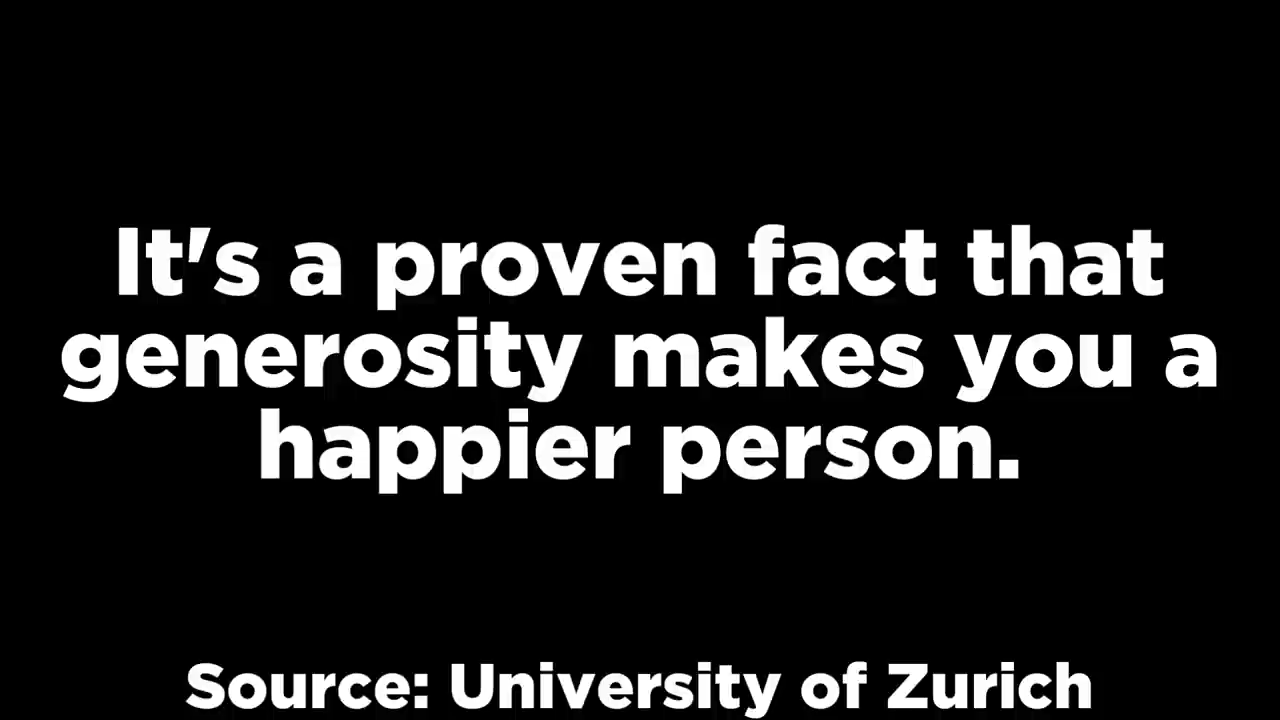 It's a proven fact that
generosity makes you a
happier person.
Source: University of Zurich